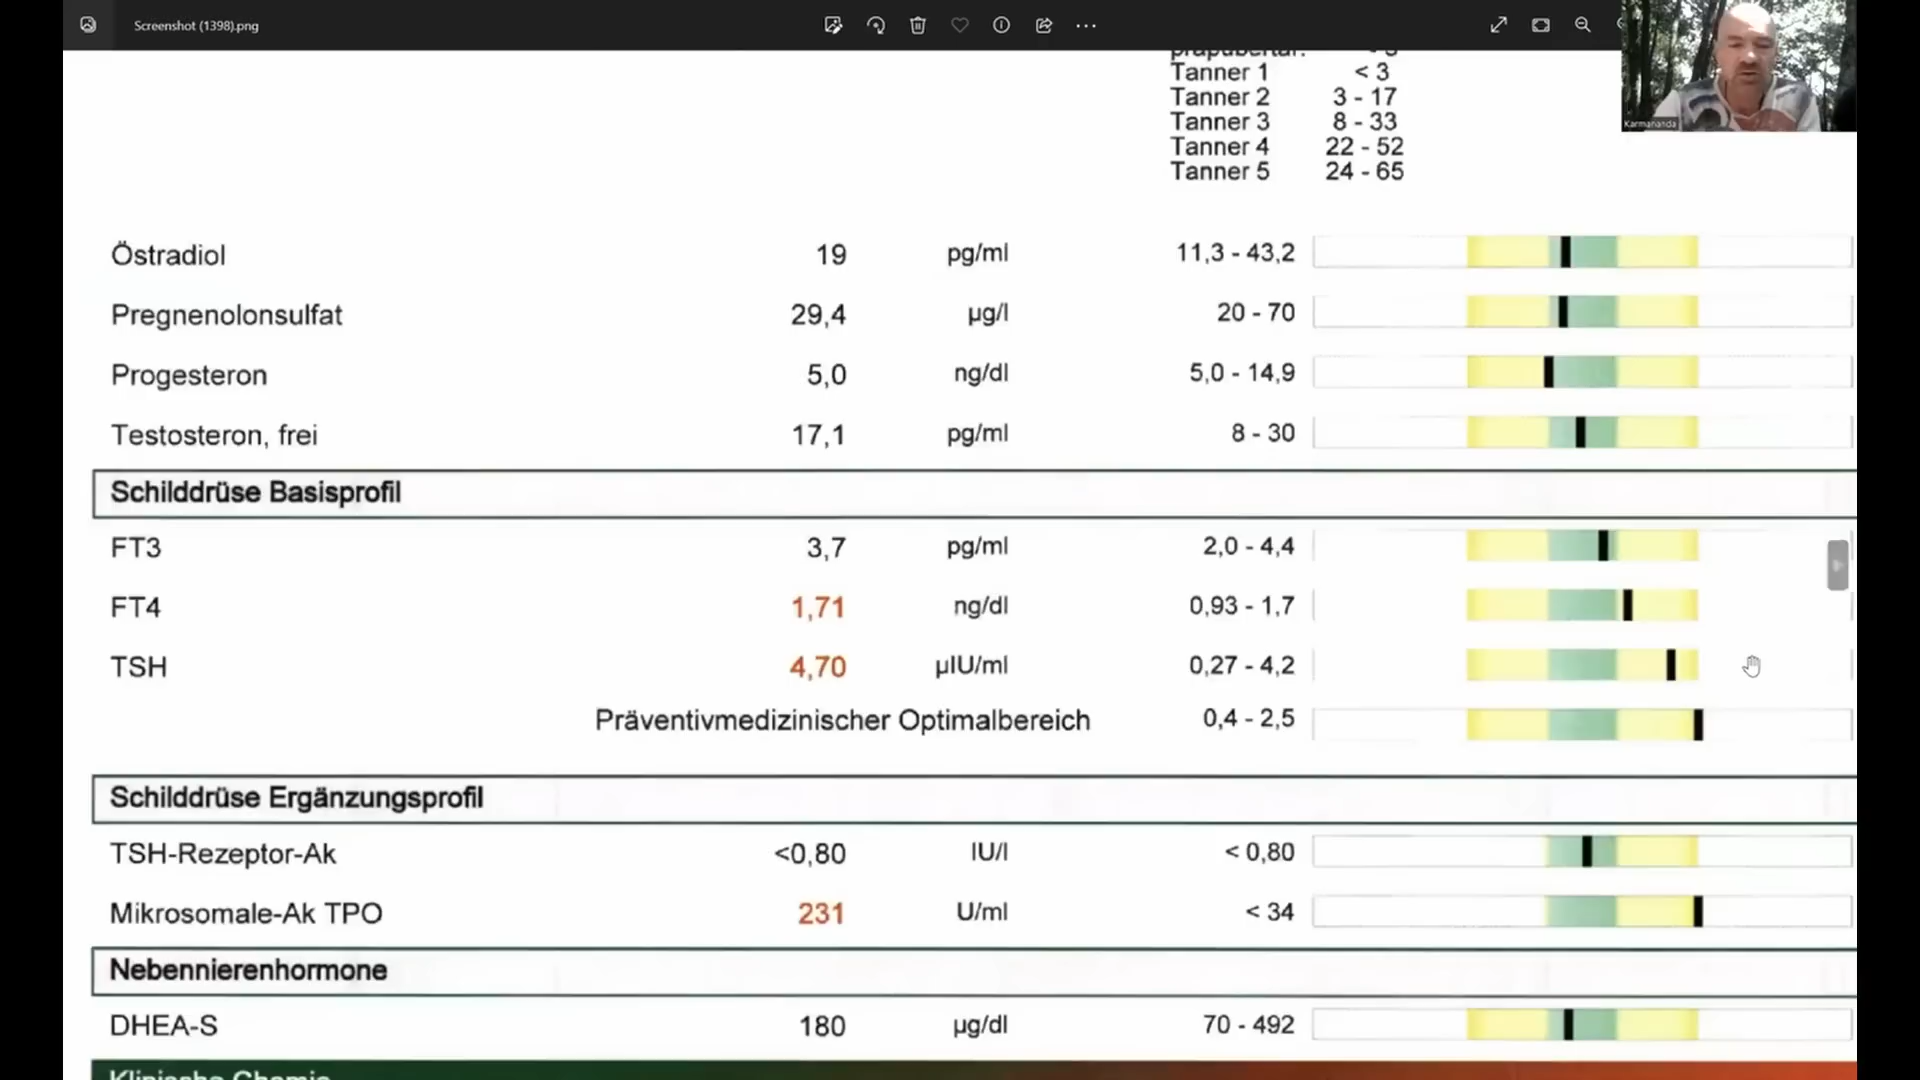 Screenshot (1398).png
präpubertär: < 3
Tanner 1 < 3
Tanner 2 3 - 17
Tanner 3 8 - 33
Tanner 4 22 - 52
Tanner 5 24 - 65
Karmananda
Östradiol 19 pg/ml 11,3 - 43,2
Pregnenolonsulfat 29,4 µg/l 20 - 70
Progesteron 5,0 ng/dl 5,0 - 14,9
Testosteron, frei 17,1 pg/ml 8 - 30
Schilddrüse Basisprofil
FT3 3,7 pg/ml 2,0 - 4,4
FT4 1,71 ng/dl 0,93 - 1,7
TSH 4,70 µIU/ml 0,27 - 4,2
Präventivmedizinischer Optimalbereich 0,4 - 2,5
Schilddrüse Ergänzungsprofil
TSH-Rezeptor-Ak <0,80 IU/l < 0,80
Mikrosomale-Ak TPO 231 U/ml < 34
Nebennierenhormone
DHEA-S 180 µg/dl 70 - 492
Klinische Chemie